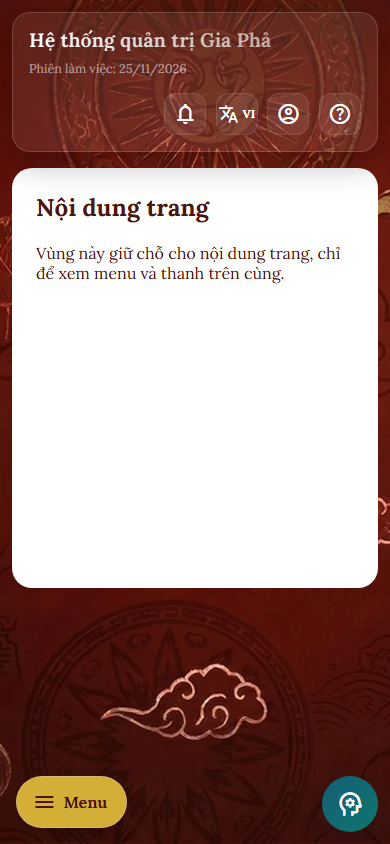 Hệ thống quản trị Gia Phả
Phiên làm việc: 25/11/2026
VI
Nội dung trang
Vùng này giữ chỗ cho nội dung trang, chỉ
để xem menu và thanh trên cùng.
Menu